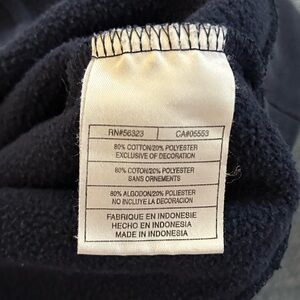 RN#56323 CA#06553
80% COTTON/20% POLYESTER
EXCLUSIVE OF DECORATION
80% COTON/20% POLYESTER
SANS ORNEMENTS
80% ALGODON/20% POLIESTER
NO INCLUYE LA DECORACION
FABRIQUE EN INDONESIE
HECHO EN INDONESIA
MADE IN INDONESIA